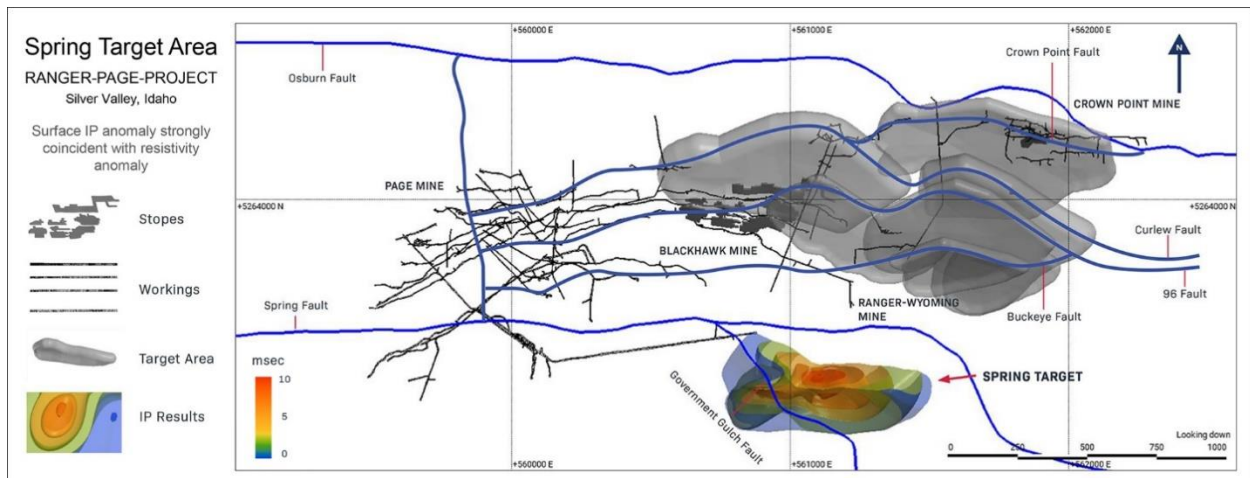 Spring Target Area
RANGER-PAGE-PROJECT
Silver Valley, Idaho
Surface IP anomaly strongly
coincident with resistivity
anomaly
Stopes
Workings
Target Area
IP Results
+560000 E
+561000 E
+562000 E
Osburn Fault
Crown Point Fault
N
CROWN POINT MINE
PAGE MINE
+5264000 N
+5264000 N
BLACKHAWK MINE
Curlew Fault
96 Fault
RANGER-WYOMING
MINE
Buckeye Fault
Spring Fault
msec
10
5
0
Government Gulch Fault
SPRING TARGET
Looking down
0 250 500 750 1000
+560000 E
+561000 E
+562000 E